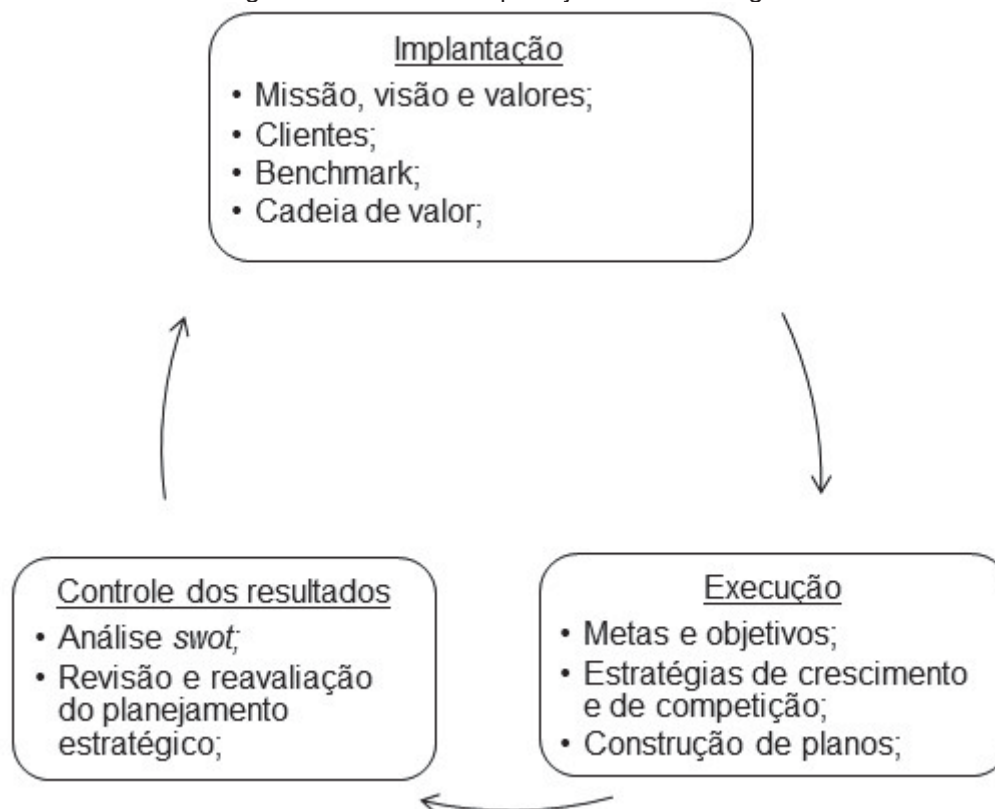 Implantação
• Missão, visão e valores;
• Clientes;
• Benchmark;
• Cadeia de valor;
Controle dos resultados
• Análise swot;
• Revisão e reavaliação
do planejamento
estratégico;
Execução
• Metas e objetivos;
• Estratégias de crescimento
e de competição;
• Construção de planos;